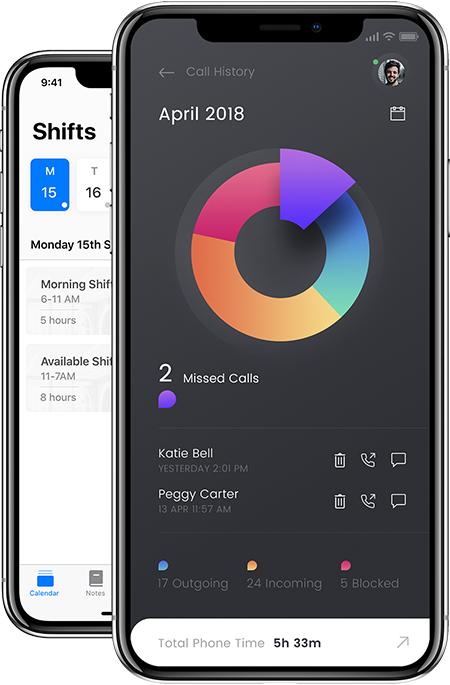 9:41
Shifts
M
15
T
16
Monday 15th S
Morning Shif
6-11 AM
5 hours
Available Shif
11-7AM
8 hours
Calendar
Notes
Call History
April 2018
2 Missed Calls
Katie Bell
YESTERDAY 2:01 PM
Peggy Carter
13 APR 11:57 AM
17 Outgoing 24 Incoming 5 Blocked
Total Phone Time 5h 33m